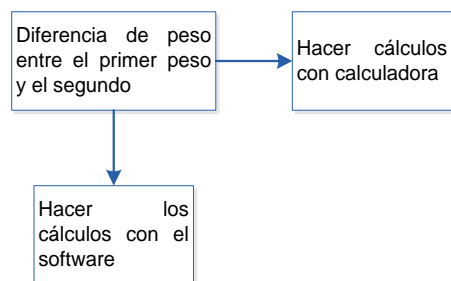 Diferencia de peso
entre el primer peso
y el segundo
Hacer cálculos
con calculadora
Hacer los
cálculos con el
software